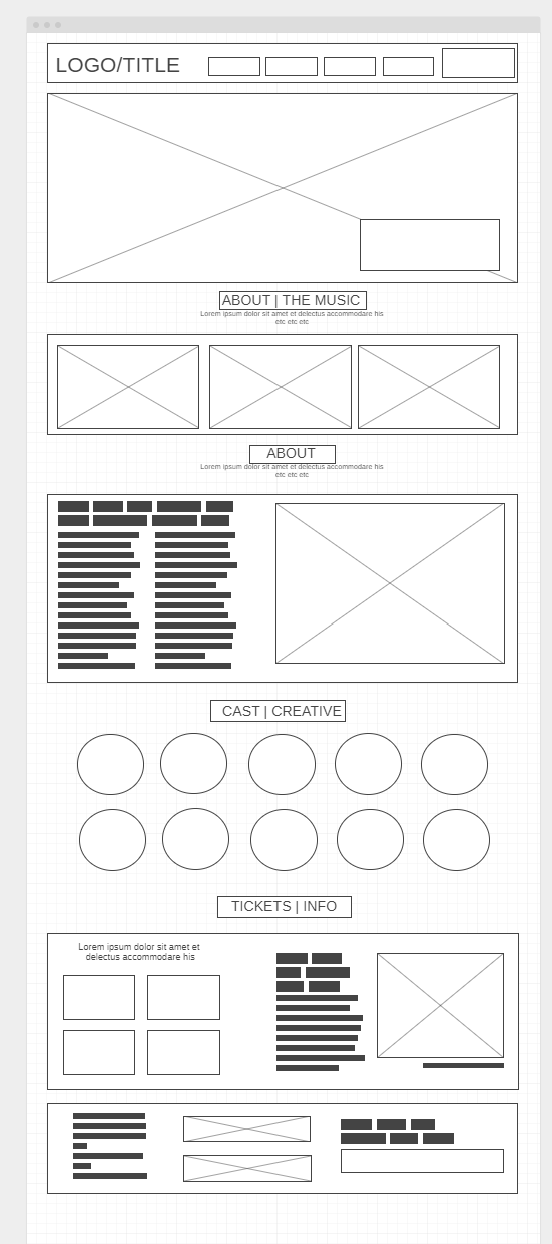 LOGO/TITLE
ABOUT | THE MUSIC
Lorem ipsum dolor sit amet et delectus accommodare his
etc etc etc
ABOUT
Lorem ipsum dolor sit amet et delectus accommodare his
etc etc etc
CAST | CREATIVE
TICKETS | INFO
Lorem ipsum dolor sit amet et
delectus accommodare his